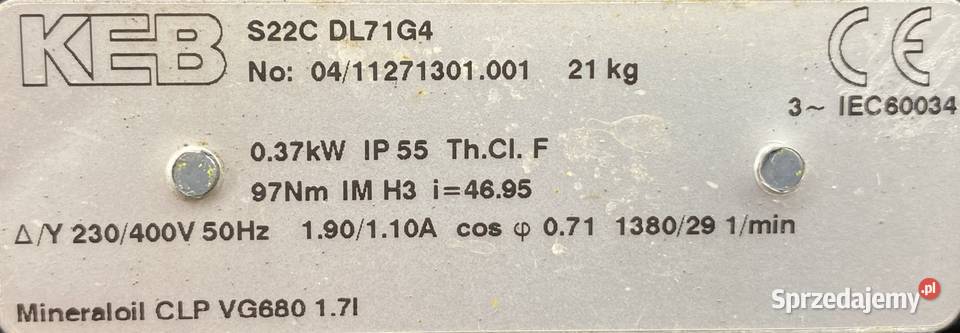 KEB
S22C DL71G4
CE
No: 04/11271301.001 21 kg
3~ IEC60034
0.37kW IP 55 Th.Cl. F
97Nm IM H3 i=46.95
Δ/Y 230/400V 50Hz 1.90/1.10A cos φ 0.71 1380/29 1/min
Mineraloil CLP VG680 1.7l
Sprzedajemy.pl